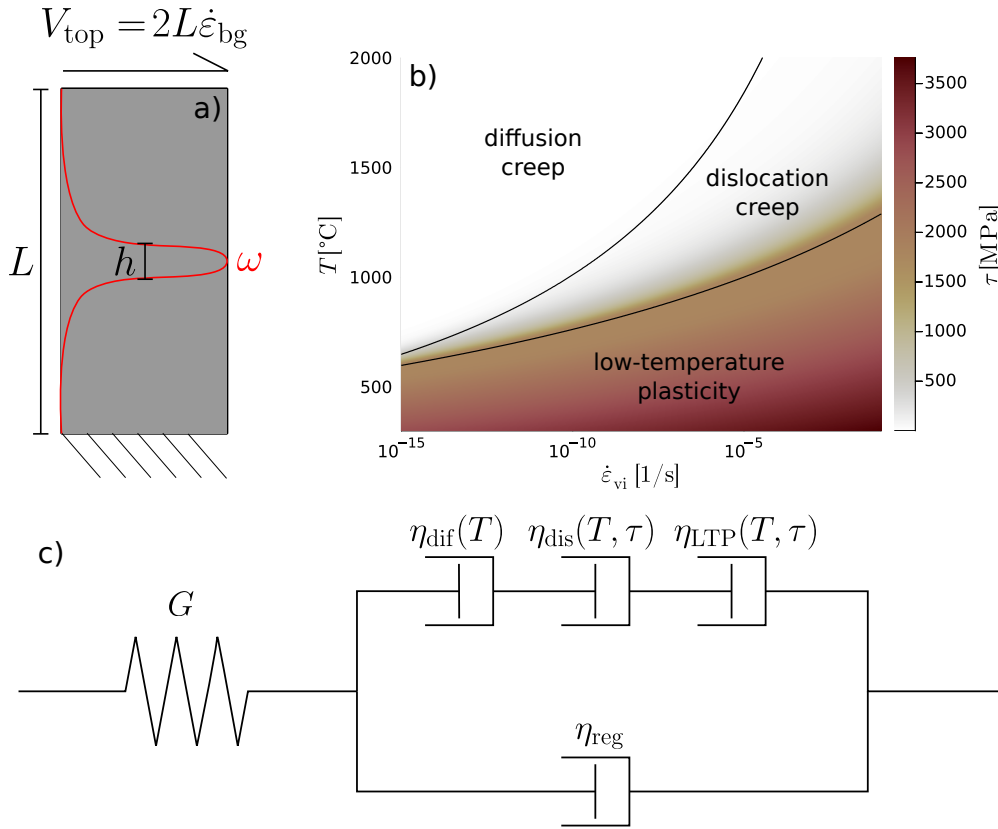 V_top = 2Lε̇_bg
a)
L
h
ω
b)
2000
1500
1000
500
T [°C]
diffusion
creep
dislocation
creep
low-temperature
plasticity
10⁻¹⁵
10⁻¹⁰
10⁻⁵
ε̇_vi [1/s]
3500
3000
2500
2000
1500
1000
500
τ [MPa]
c)
G
η_dif(T)
η_dis(T, τ)
η_LTP(T, τ)
η_reg